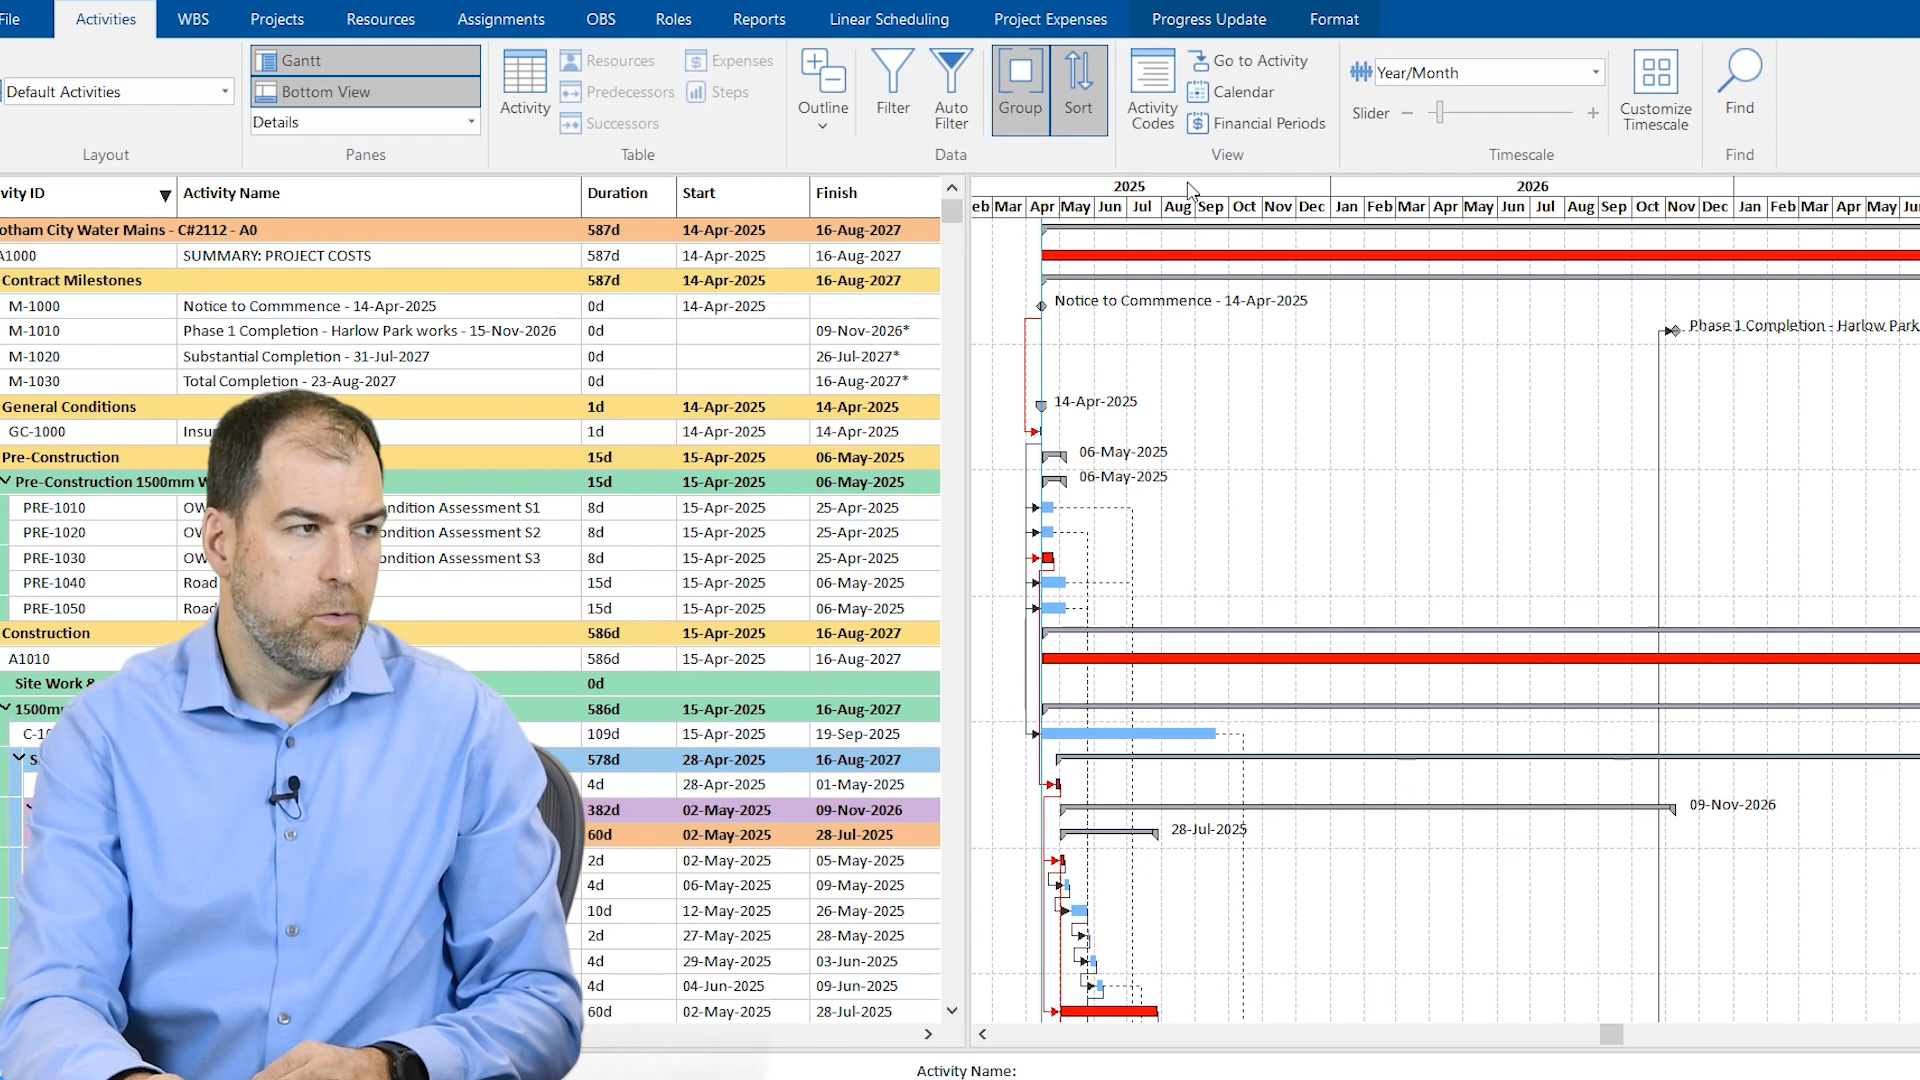 File Activities WBS Projects Resources Assignments OBS Roles Reports Linear Scheduling Project Expenses Progress Update Format
Default Activities
Layout
Gantt
Bottom View
Details
Panes
Activity
Resources
Predecessors
Successors
Expenses
Steps
Table
Outline
Filter
Auto
Filter
Group
Sort
Data
Activity
Codes
Go to Activity
Calendar
Financial Periods
View
Year/Month
Slider
Customize
Timescale
Timescale
Find
Find
vity ID Activity Name Duration Start Finish
otham City Water Mains - C#2112 - A0 587d 14-Apr-2025 16-Aug-2027
A1000 SUMMARY: PROJECT COSTS 587d 14-Apr-2025 16-Aug-2027
Contract Milestones 587d 14-Apr-2025 16-Aug-2027
M-1000 Notice to Commmence - 14-Apr-2025 0d 14-Apr-2025
M-1010 Phase 1 Completion - Harlow Park works - 15-Nov-2026 0d 09-Nov-2026*
M-1020 Substantial Completion - 31-Jul-2027 0d 26-Jul-2027*
M-1030 Total Completion - 23-Aug-2027 0d 16-Aug-2027*
General Conditions 1d 14-Apr-2025 14-Apr-2025
GC-1000 Insu 1d 14-Apr-2025 14-Apr-2025
Pre-Construction 15d 15-Apr-2025 06-May-2025
Pre-Construction 1500mm W 15d 15-Apr-2025 06-May-2025
PRE-1010 OW ondition Assessment S1 8d 15-Apr-2025 25-Apr-2025
PRE-1020 OW ondition Assessment S2 8d 15-Apr-2025 25-Apr-2025
PRE-1030 OW ondition Assessment S3 8d 15-Apr-2025 25-Apr-2025
PRE-1040 Road 15d 15-Apr-2025 06-May-2025
PRE-1050 Road 15d 15-Apr-2025 06-May-2025
Construction 586d 15-Apr-2025 16-Aug-2027
A1010 586d 15-Apr-2025 16-Aug-2027
Site Work & 0d
1500mm 586d 15-Apr-2025 16-Aug-2027
C-10 109d 15-Apr-2025 19-Sep-2025
S 578d 28-Apr-2025 16-Aug-2027
4d 28-Apr-2025 01-May-2025
382d 02-May-2025 09-Nov-2026
60d 02-May-2025 28-Jul-2025
2d 02-May-2025 05-May-2025
4d 06-May-2025 09-May-2025
10d 12-May-2025 26-May-2025
2d 27-May-2025 28-May-2025
4d 29-May-2025 03-Jun-2025
4d 04-Jun-2025 09-Jun-2025
60d 02-May-2025 28-Jul-2025
2025 2026
eb Mar Apr May Jun Jul Aug Sep Oct Nov Dec Jan Feb Mar Apr May Jun Jul Aug Sep Oct Nov Dec Jan Feb Mar Apr May Ju
Notice to Commmence - 14-Apr-2025
Phase 1 Completion - Harlow Park
14-Apr-2025
06-May-2025
06-May-2025
09-Nov-2026
28-Jul-2025
Activity Name: